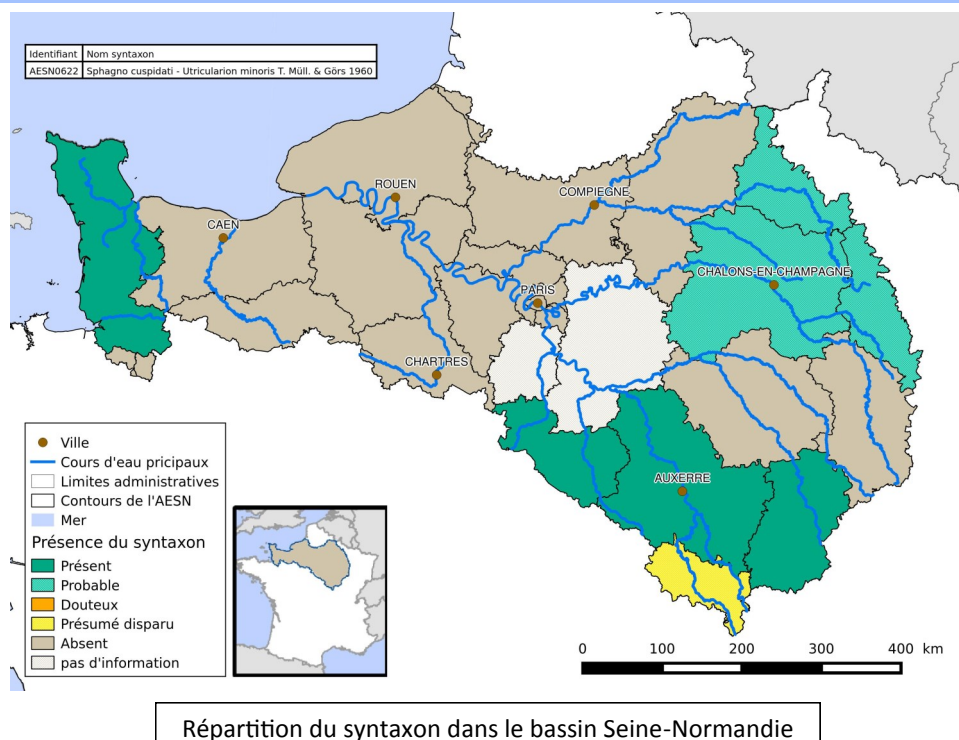 Identifiant Nom syntaxon
AESN0622 Sphagno cuspidati - Utricularion minoris T. Müll. & Görs 1960
ROUEN
COMPIEGNE
CAEN
CHALONS-EN-CHAMPAGNE
PARIS
CHARTRES
AUXERRE
Ville
Cours d'eau pricipaux
Limites administratives
Contours de l'AESN
Mer
Présence du syntaxon
Présent
Probable
Douteux
Présumé disparu
Absent
pas d'information
0 100 200 300 400 km
Répartition du syntaxon dans le bassin Seine-Normandie